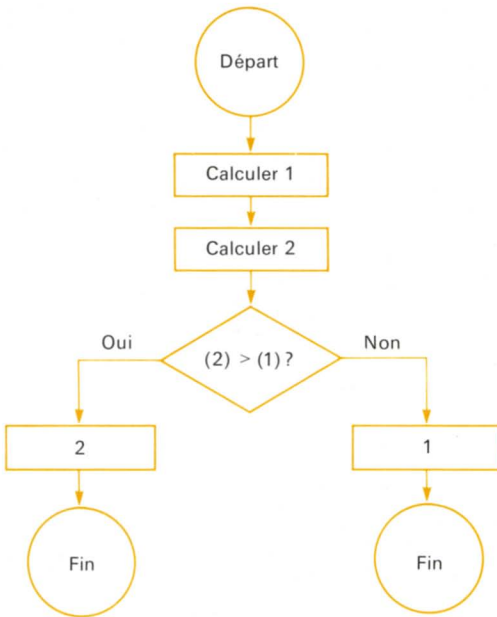 Départ
Calculer 1
Calculer 2
Oui
(2) > (1) ?
Non
2
1
Fin
Fin